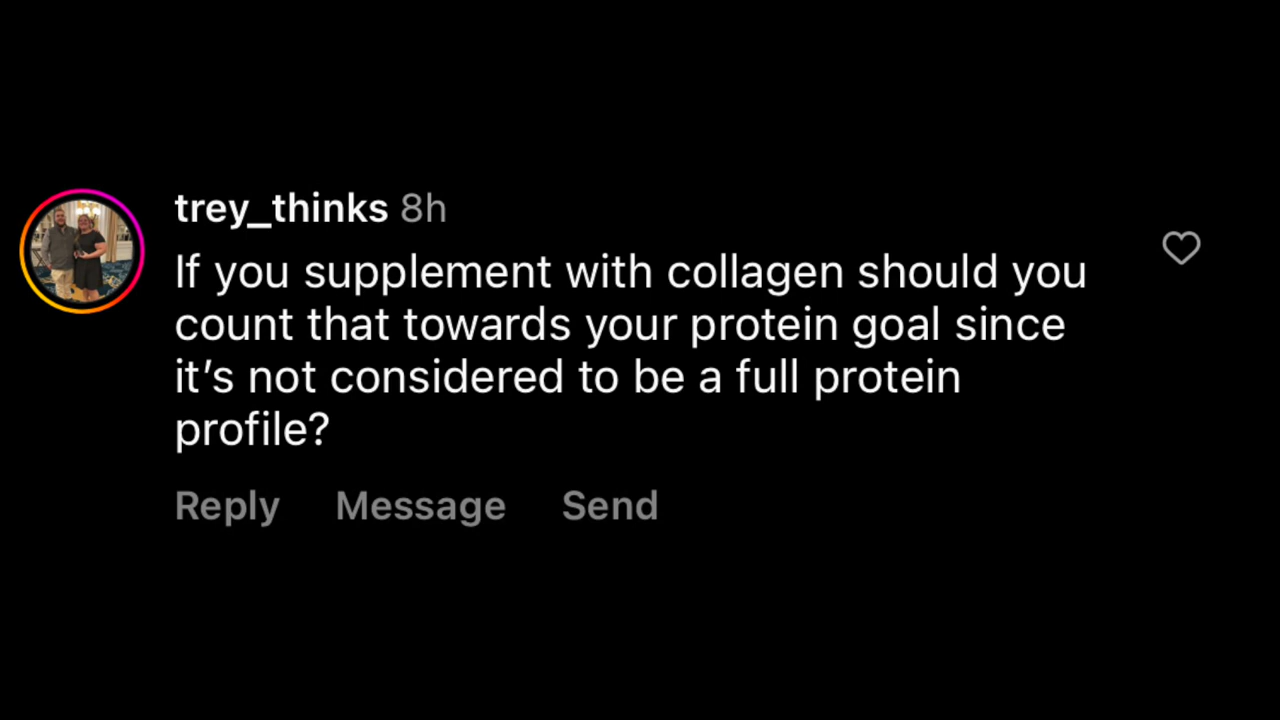 trey_thinks 8h
If you supplement with collagen should you
count that towards your protein goal since
it’s not considered to be a full protein
profile?
Reply Message Send